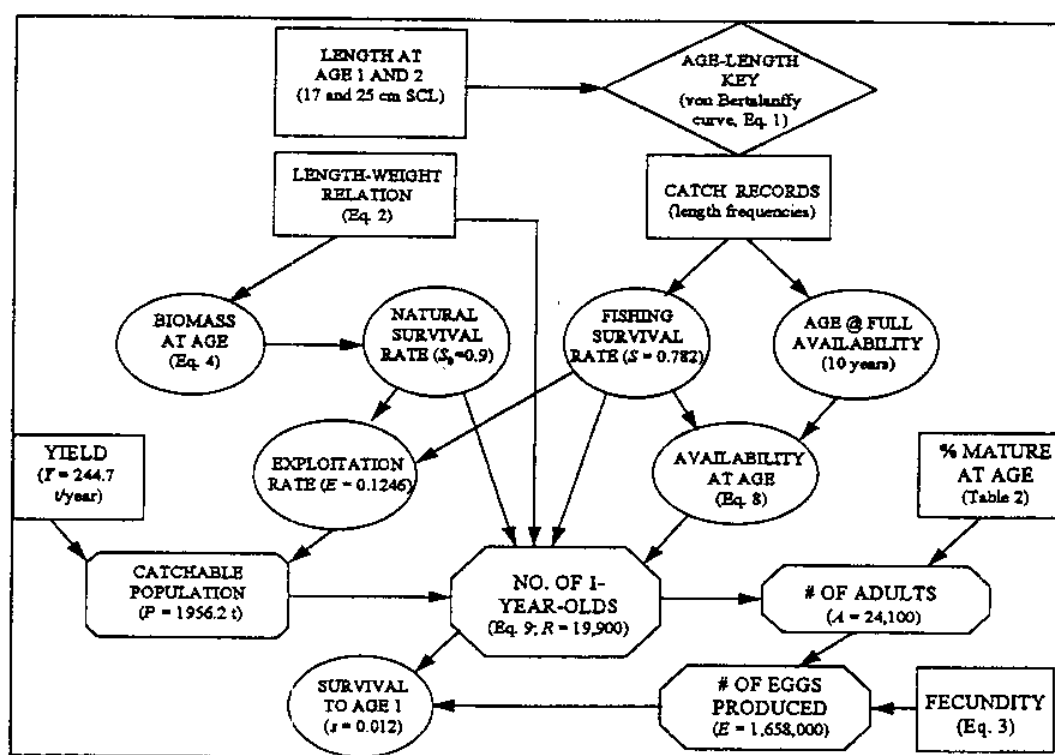 LENGTH AT
AGE 1 AND 2
(17 and 25 cm SCL)
AGE-LENGTH
KEY
(von Bertalanffy
curve, Eq. 1)
LENGTH-WEIGHT
RELATION
(Eq. 2)
CATCH RECORDS
(length frequencies)
BIOMASS
AT AGE
(Eq. 4)
NATURAL
SURVIVAL
RATE (S₀=0.9)
FISHING
SURVIVAL
RATE (S = 0.782)
AGE @ FULL
AVAILABILITY
(10 years)
YIELD
(Y = 244.7
t/year)
EXPLOITATION
RATE (E = 0.1246)
AVAILABILITY
AT AGE
(Eq. 8)
% MATURE
AT AGE
(Table 2)
CATCHABLE
POPULATION
(P = 1956.2 t)
NO. OF 1-
YEAR-OLDS
(Eq. 9; R = 19,900)
# OF ADULTS
(A = 24,100)
SURVIVAL
TO AGE 1
(s = 0.012)
# OF EGGS
PRODUCED
(E = 1,658,000)
FECUNDITY
(Eq. 3)